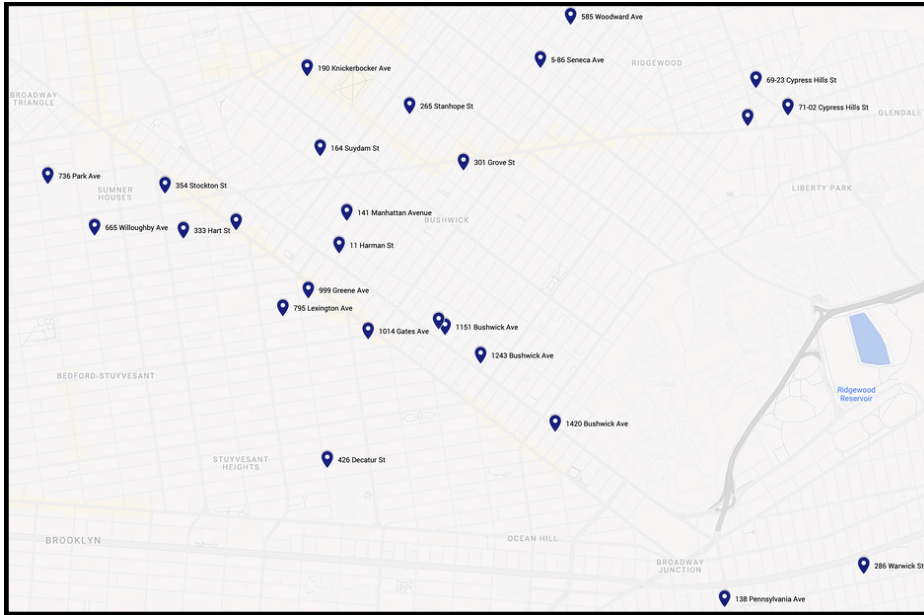 585 Woodward Ave
5-86 Seneca Ave
RIDGEWOOD
190 Knickerbocker Ave
69-23 Cypress Hills St
BROADWAY
TRIANGLE
265 Stanhope St
71-02 Cypress Hills St
GLENDALE
164 Suydam St
301 Grove St
736 Park Ave
354 Stockton St
SUMNER
HOUSES
LIBERTY PARK
141 Manhattan Avenue
BUSHWICK
665 Willoughby Ave
333 Hart St
11 Harman St
999 Greene Ave
795 Lexington Ave
1014 Gates Ave
1151 Bushwick Ave
1243 Bushwick Ave
BEDFORD-STUYVESANT
Ridgewood
Reservoir
1420 Bushwick Ave
STUYVESANT
HEIGHTS
426 Decatur St
BROOKLYN
OCEAN HILL
BROADWAY
JUNCTION
286 Warwick St
138 Pennsylvania Ave